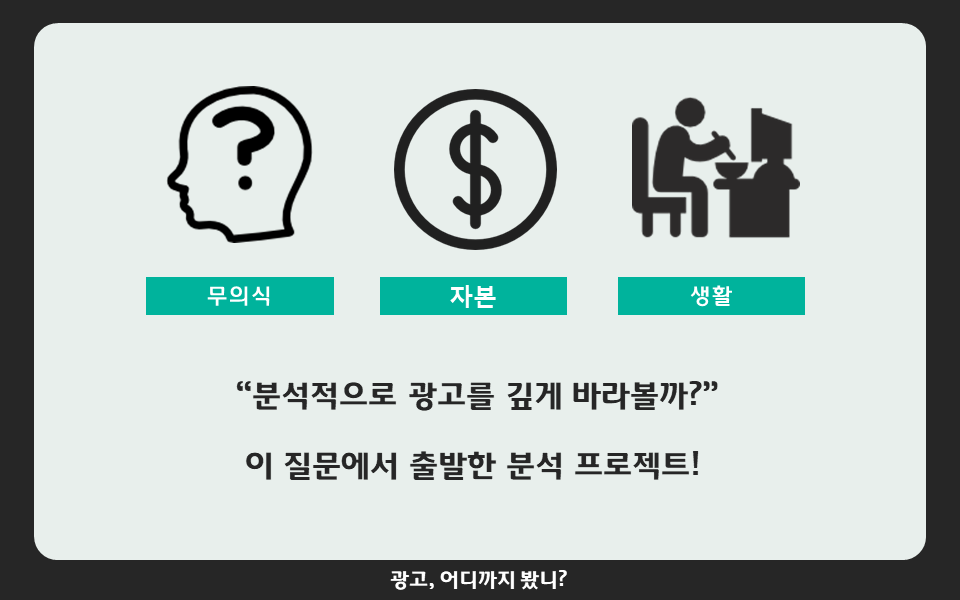 무의식
자본
생활
“분석적으로 광고를 깊게 바라볼까?”
이 질문에서 출발한 분석 프로젝트!
광고, 어디까지 봤니?